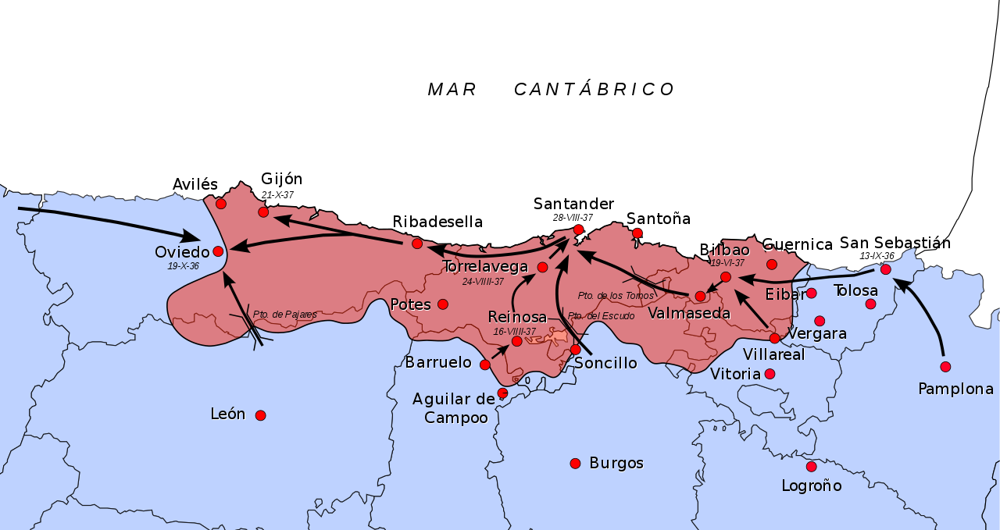 MAR CANTÁBRICO
Avilés
Gijón
21-X-37
Oviedo
19-X-36
Ribadesella
Santander
28-VIII-37
Santoña
Torrelavega
24-VIIII-37
Bilbao
19-VI-37
Guernica
San Sebastián
13-IX-36
Eibar
Tolosa
Pto. de los Tornos
Potes
Pto. de Pajares
Reinosa
16-VIIII-37
Pto. del Escudo
Valmaseda
Vergara
Villareal
Barruelo
Soncillo
Vitoria
Pamplona
Aguilar de
Campoo
León
Burgos
Logroño